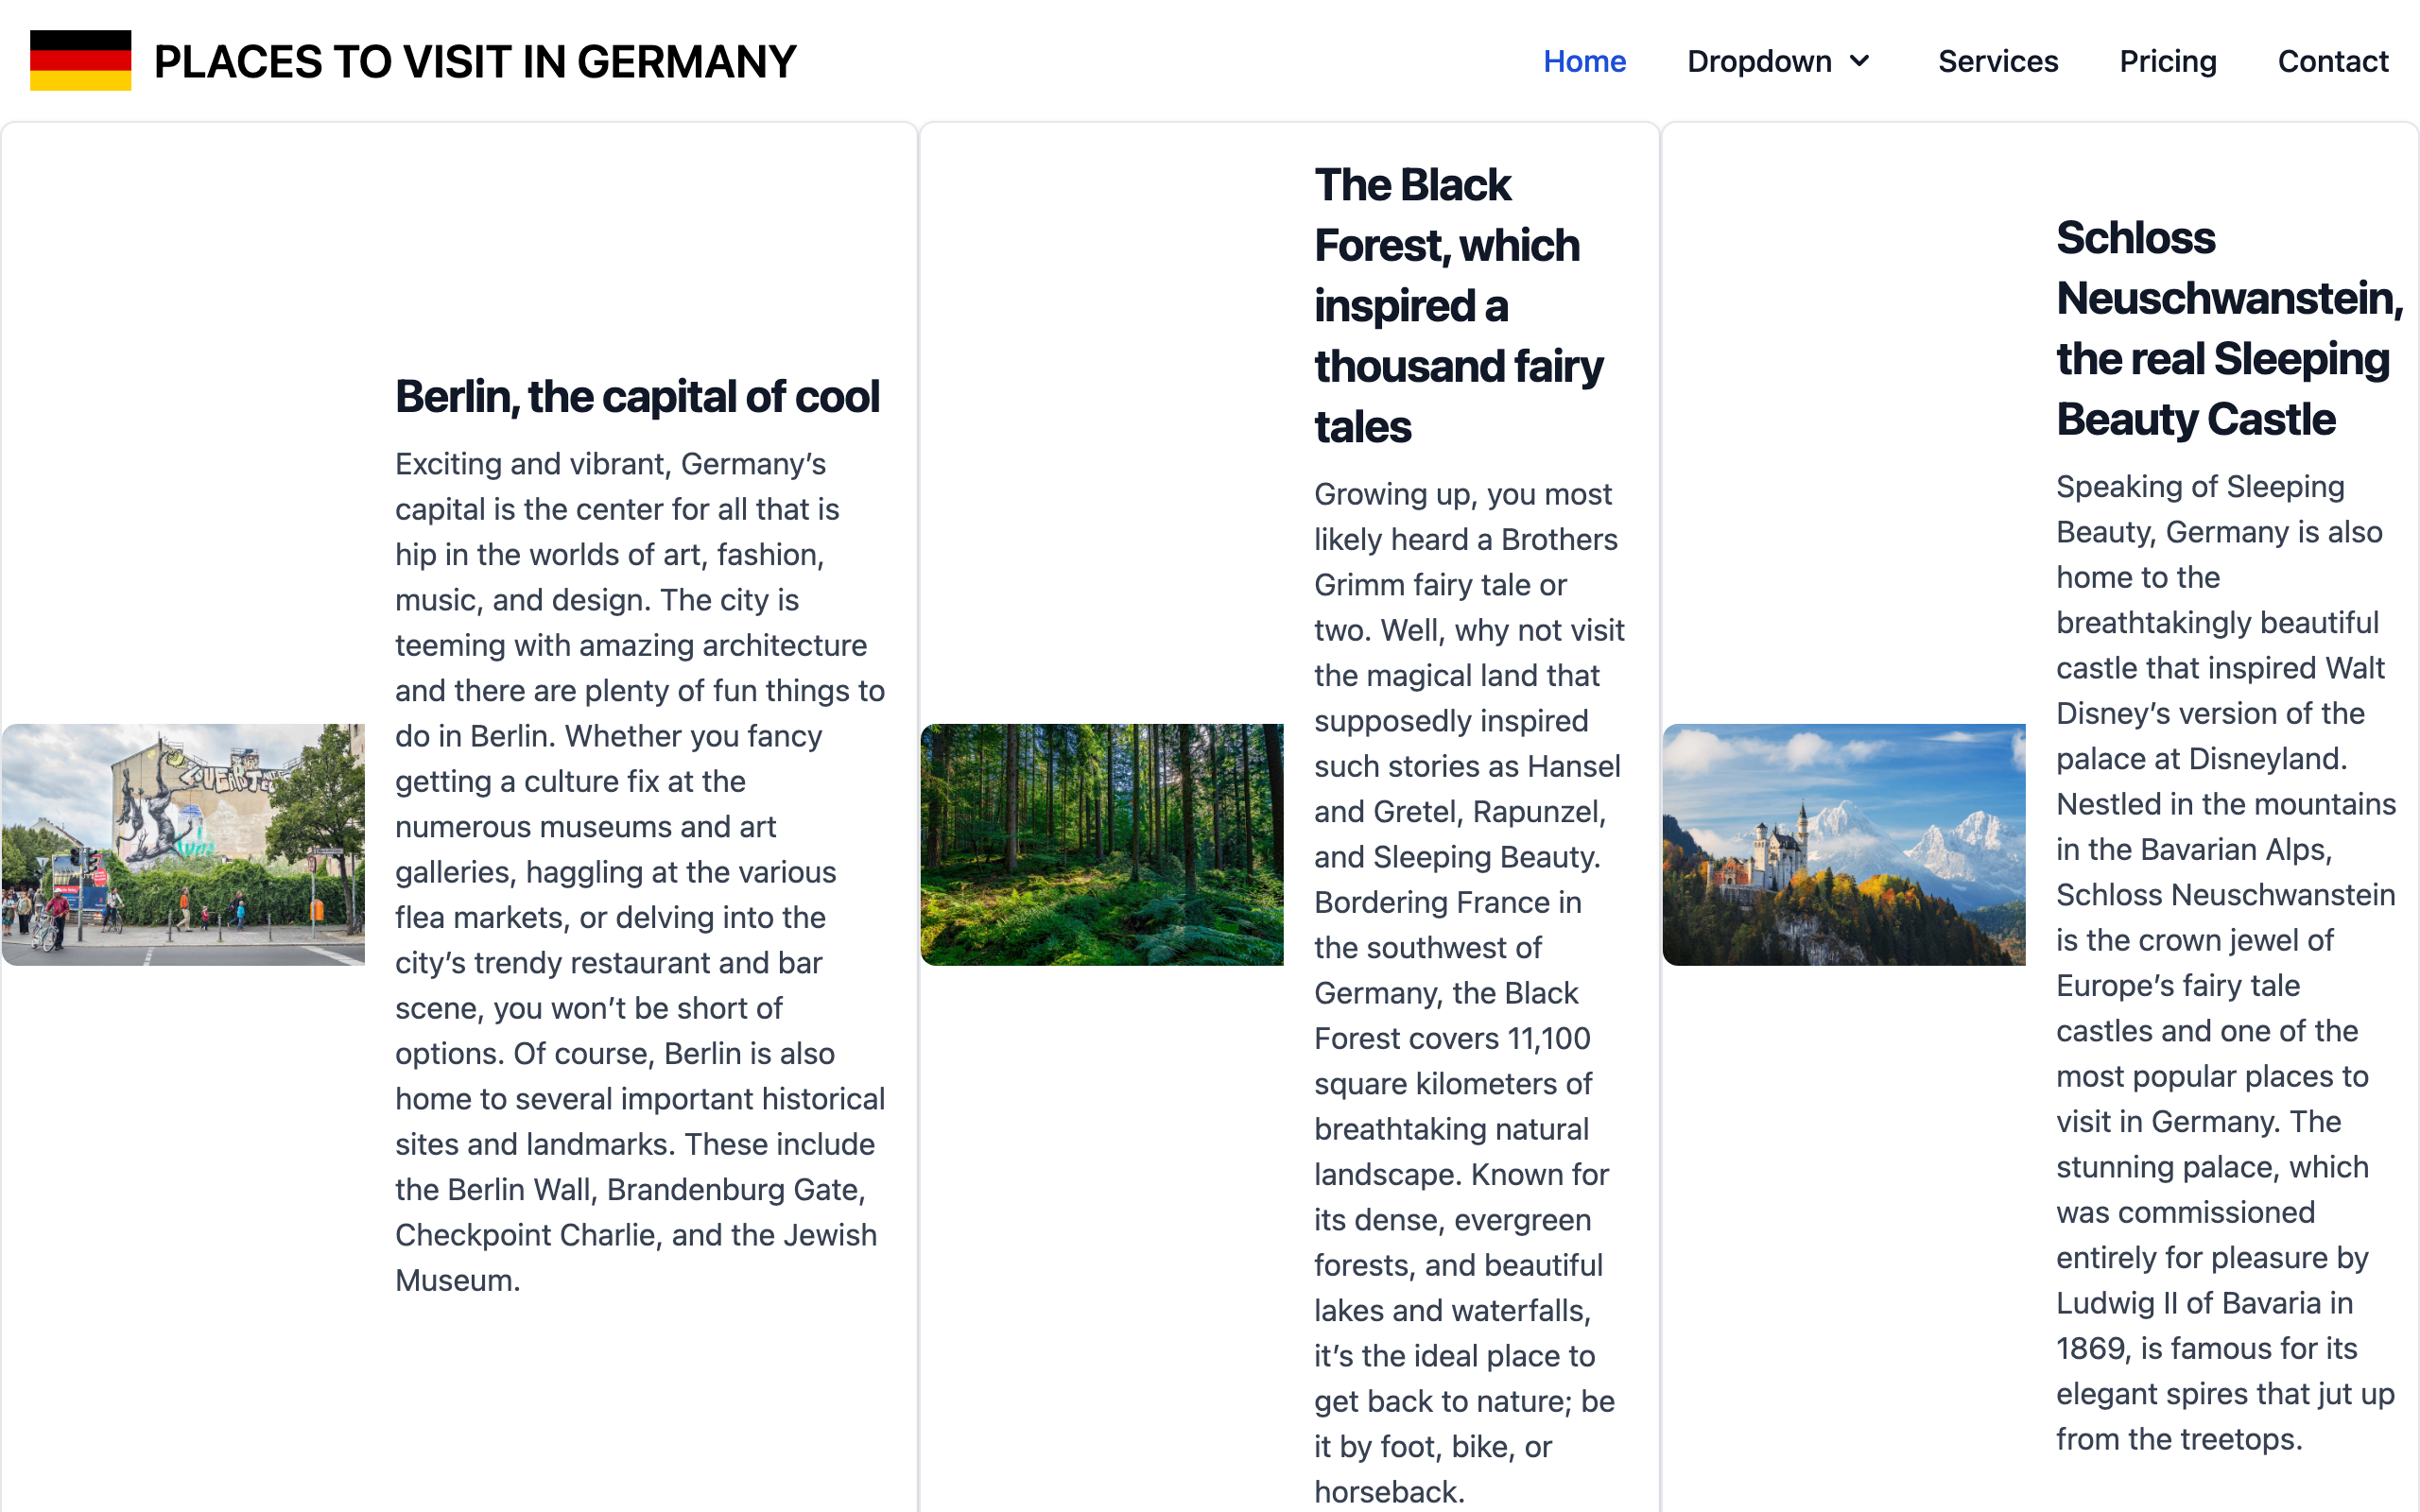 PLACES TO VISIT IN GERMANY
Home
Dropdown
Services
Pricing
Contact
Berlin, the capital of cool
Exciting and vibrant, Germany’s
capital is the center for all that is
hip in the worlds of art, fashion,
music, and design. The city is
teeming with amazing architecture
and there are plenty of fun things to
do in Berlin. Whether you fancy
getting a culture fix at the
numerous museums and art
galleries, haggling at the various
flea markets, or delving into the
city’s trendy restaurant and bar
scene, you won’t be short of
options. Of course, Berlin is also
home to several important historical
sites and landmarks. These include
the Berlin Wall, Brandenburg Gate,
Checkpoint Charlie, and the Jewish
Museum.
The Black
Forest, which
inspired a
thousand fairy
tales
Growing up, you most
likely heard a Brothers
Grimm fairy tale or
two. Well, why not visit
the magical land that
supposedly inspired
such stories as Hansel
and Gretel, Rapunzel,
and Sleeping Beauty.
Bordering France in
the southwest of
Germany, the Black
Forest covers 11,100
square kilometers of
breathtaking natural
landscape. Known for
its dense, evergreen
forests, and beautiful
lakes and waterfalls,
it’s the ideal place to
get back to nature; be
it by foot, bike, or
horseback.
Schloss
Neuschwanstein,
the real Sleeping
Beauty Castle
Speaking of Sleeping
Beauty, Germany is also
home to the
breathtakingly beautiful
castle that inspired Walt
Disney’s version of the
palace at Disneyland.
Nestled in the mountains
in the Bavarian Alps,
Schloss Neuschwanstein
is the crown jewel of
Europe’s fairy tale
castles and one of the
most popular places to
visit in Germany. The
stunning palace, which
was commissioned
entirely for pleasure by
Ludwig II of Bavaria in
1869, is famous for its
elegant spires that jut up
from the treetops.